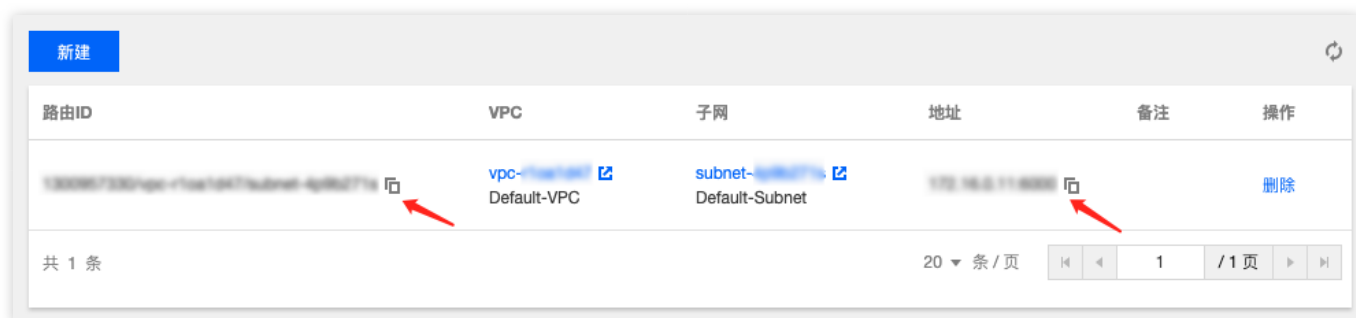 新建
路由ID VPC 子网 地址 备注 操作
vpc- subnet- 删除
Default-VPC Default-Subnet
共 1 条 20 条 / 页 1 / 1 页